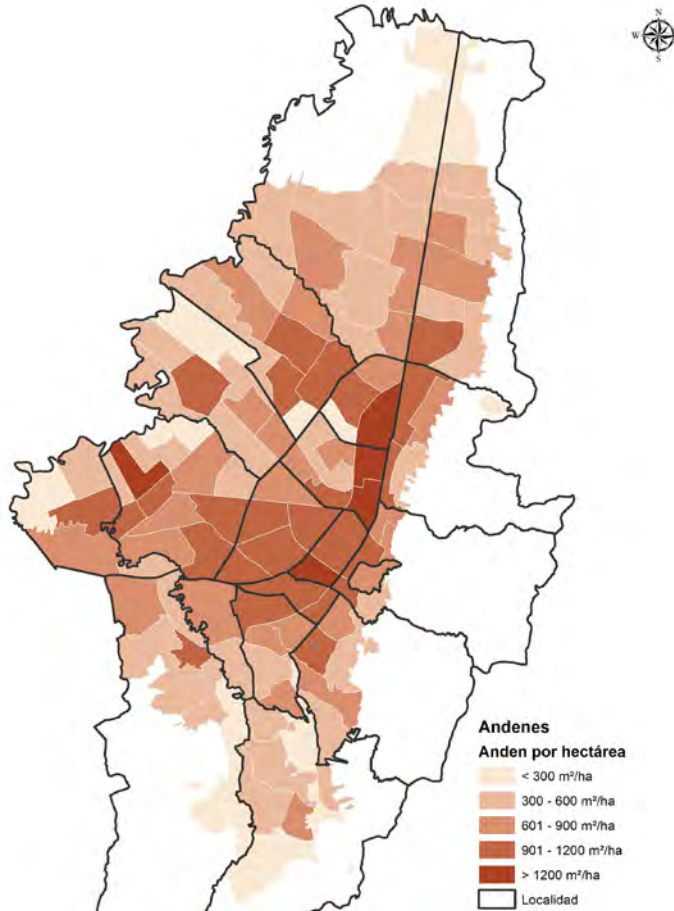 N
W
E
S
Andenes
Anden por hectárea
< 300 m²/ha
300 - 600 m²/ha
601 - 900 m²/ha
901 - 1200 m²/ha
> 1200 m²/ha
Localidad